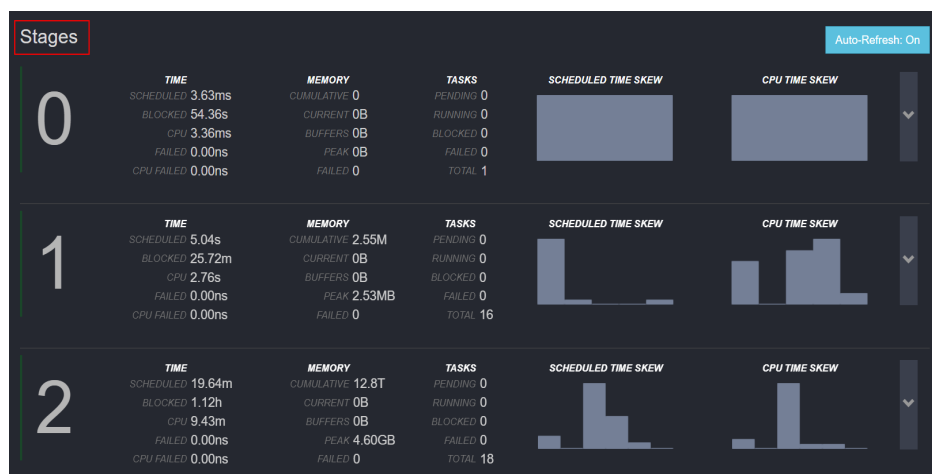 Stages
Auto-Refresh: On
0
TIME MEMORY TASKS SCHEDULED TIME SKEW CPU TIME SKEW
SCHEDULED 3.63ms CUMULATIVE 0 PENDING 0
BLOCKED 54.36s CURRENT 0B RUNNING 0
CPU 3.36ms BUFFERS 0B BLOCKED 0
FAILED 0.00ns PEAK 0B FAILED 0
CPU FAILED 0.00ns FAILED 0 TOTAL 1
1
TIME MEMORY TASKS SCHEDULED TIME SKEW CPU TIME SKEW
SCHEDULED 5.04s CUMULATIVE 2.55M PENDING 0
BLOCKED 25.72m CURRENT 0B RUNNING 0
CPU 2.76s BUFFERS 0B BLOCKED 0
FAILED 0.00ns PEAK 2.53MB FAILED 0
CPU FAILED 0.00ns FAILED 0 TOTAL 16
2
TIME MEMORY TASKS SCHEDULED TIME SKEW CPU TIME SKEW
SCHEDULED 19.64m CUMULATIVE 12.8T PENDING 0
BLOCKED 1.12h CURRENT 0B RUNNING 0
CPU 9.43m BUFFERS 0B BLOCKED 0
FAILED 0.00ns PEAK 4.60GB FAILED 0
CPU FAILED 0.00ns FAILED 0 TOTAL 18